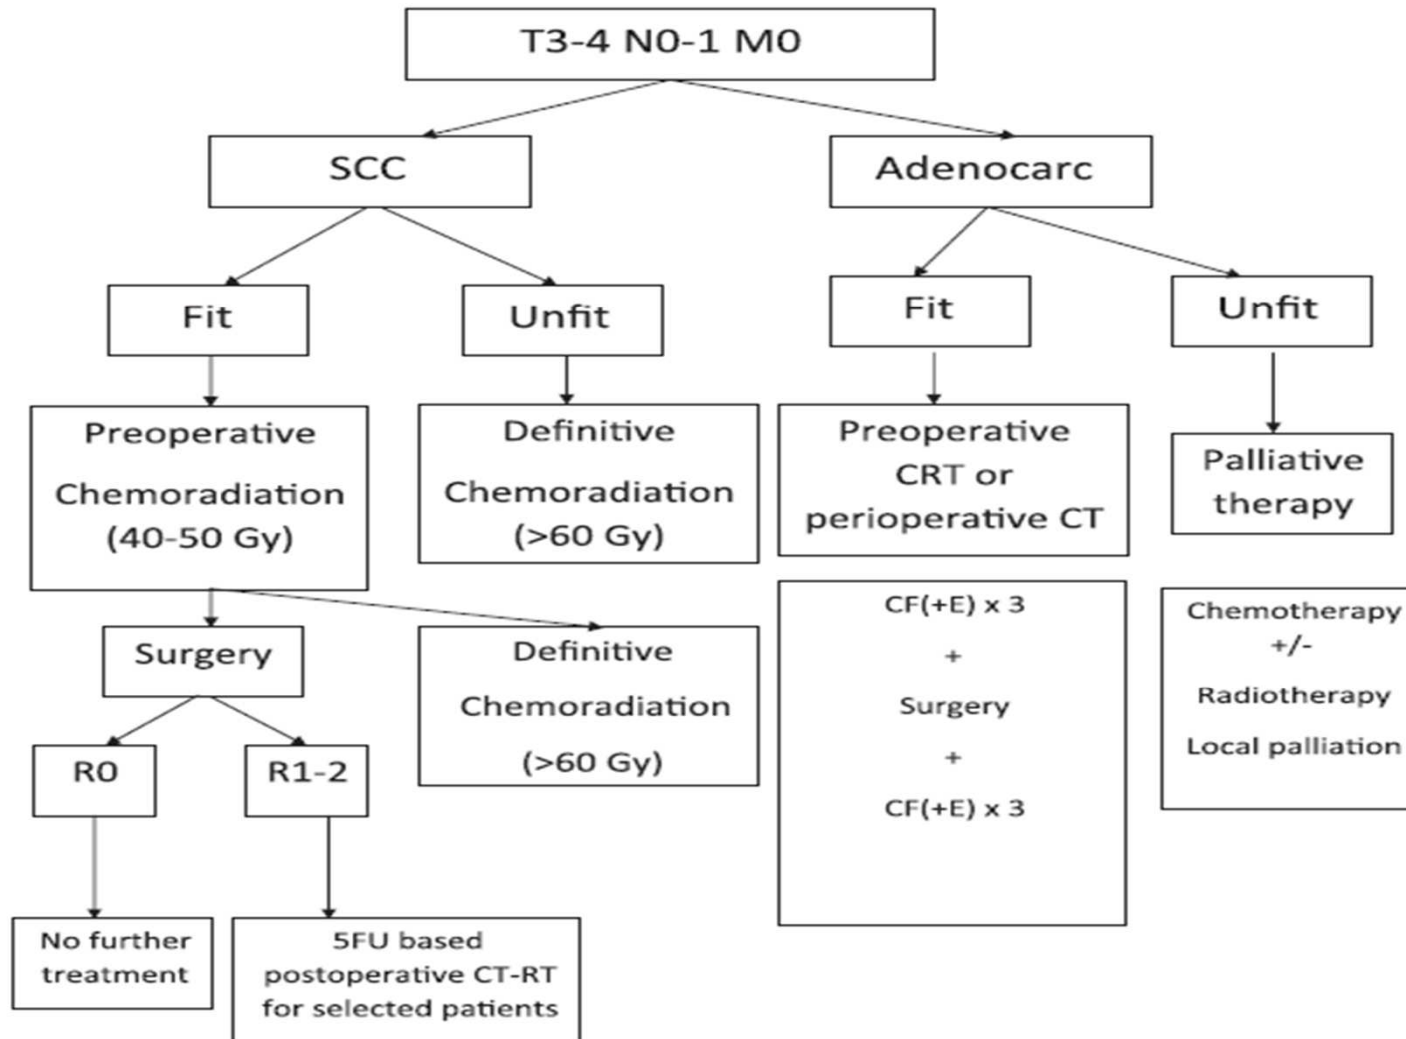 T3-4 N0-1 M0
SCC
Adenocarc
Fit
Unfit
Fit
Unfit
Preoperative
Chemoradiation
(40-50 Gy)
Definitive
Chemoradiation
(>60 Gy)
Preoperative
CRT or
perioperative CT
Palliative
therapy
Surgery
Definitive
Chemoradiation
(>60 Gy)
CF(+E) x 3
+
Surgery
+
CF(+E) x 3
Chemotherapy
+/-
Radiotherapy
Local palliation
R0
R1-2
No further
treatment
5FU based
postoperative CT-RT
for selected patients